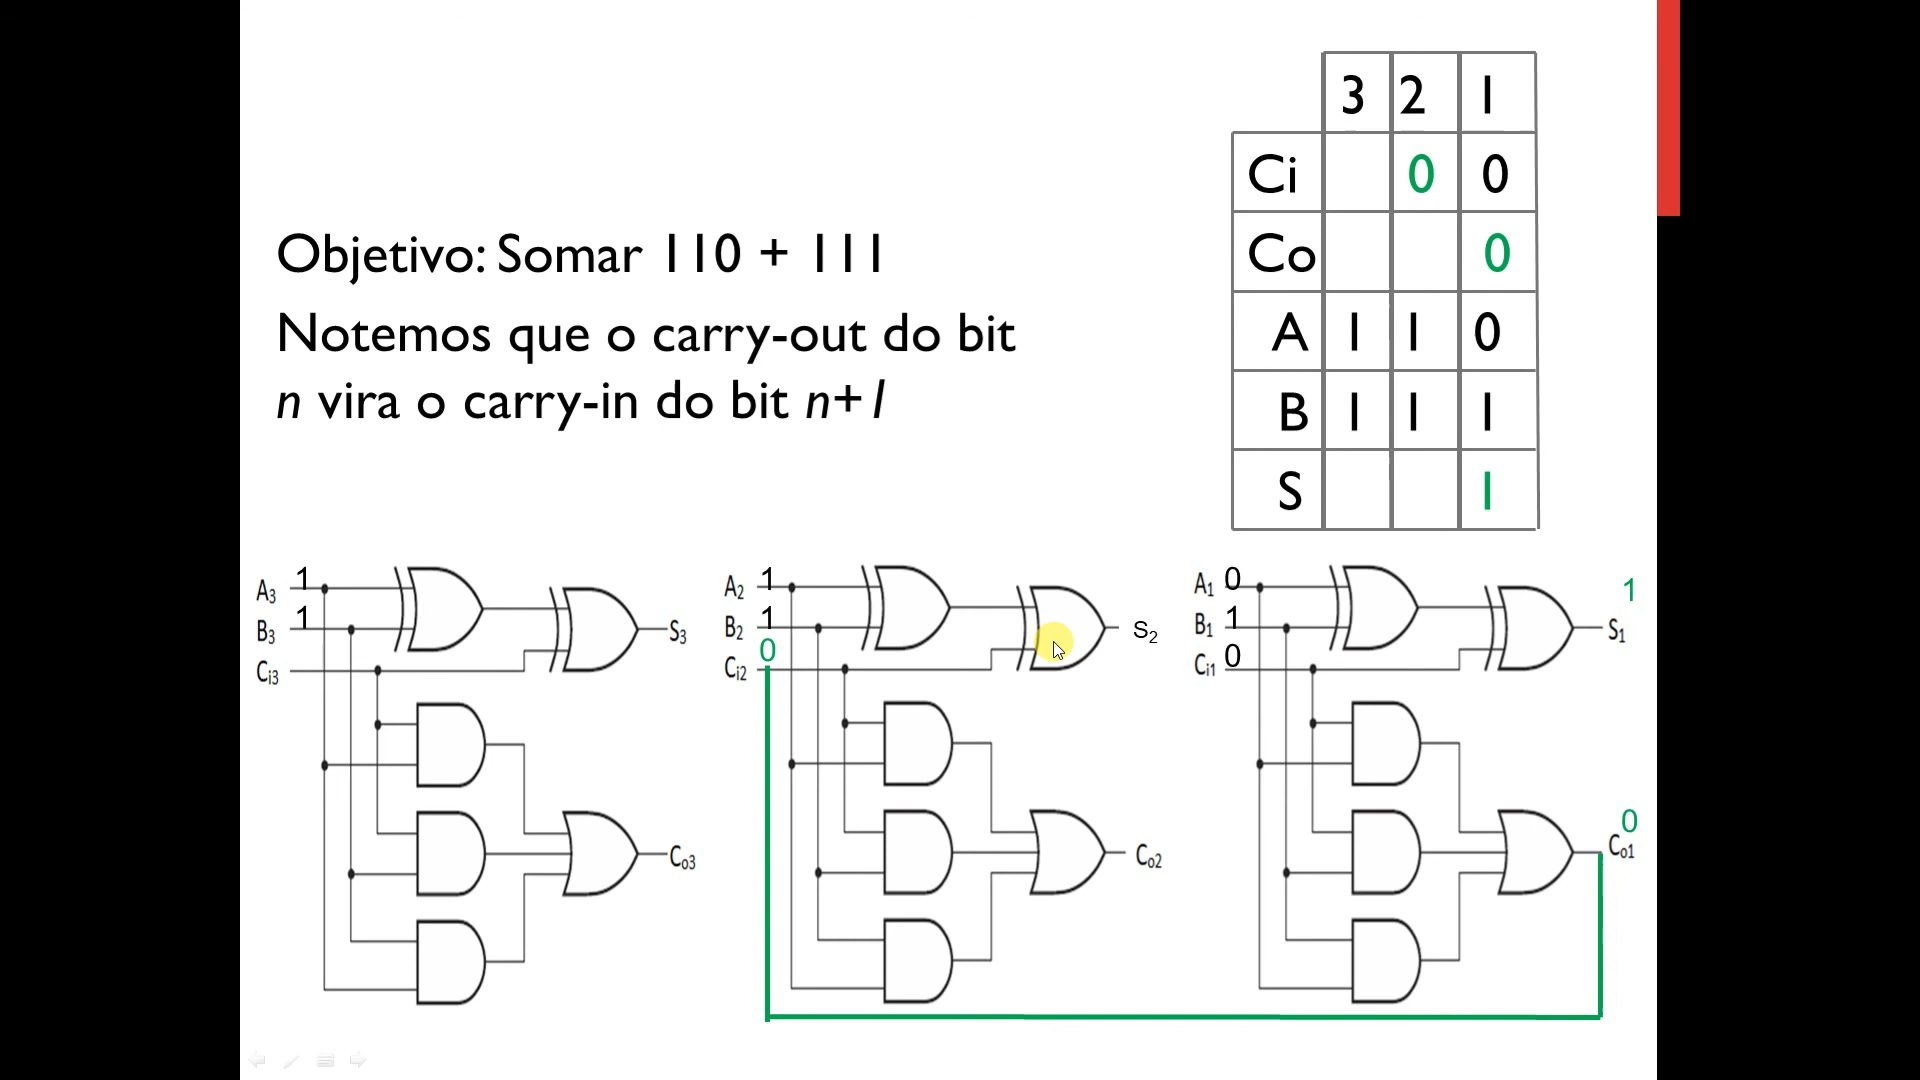 Objetivo: Somar 110 + 111
Notemos que o carry-out do bit
n vira o carry-in do bit n+1
3 2 1
Ci 0 0
Co 0
A 1 1 0
B 1 1 1
S 1
A3 1
B3 1
Ci3
S3
Co3
A2 1
B2 1
0
Ci2
S2
Co2
A1 0
B1 1
Ci1 0
1
S1
0
Co1